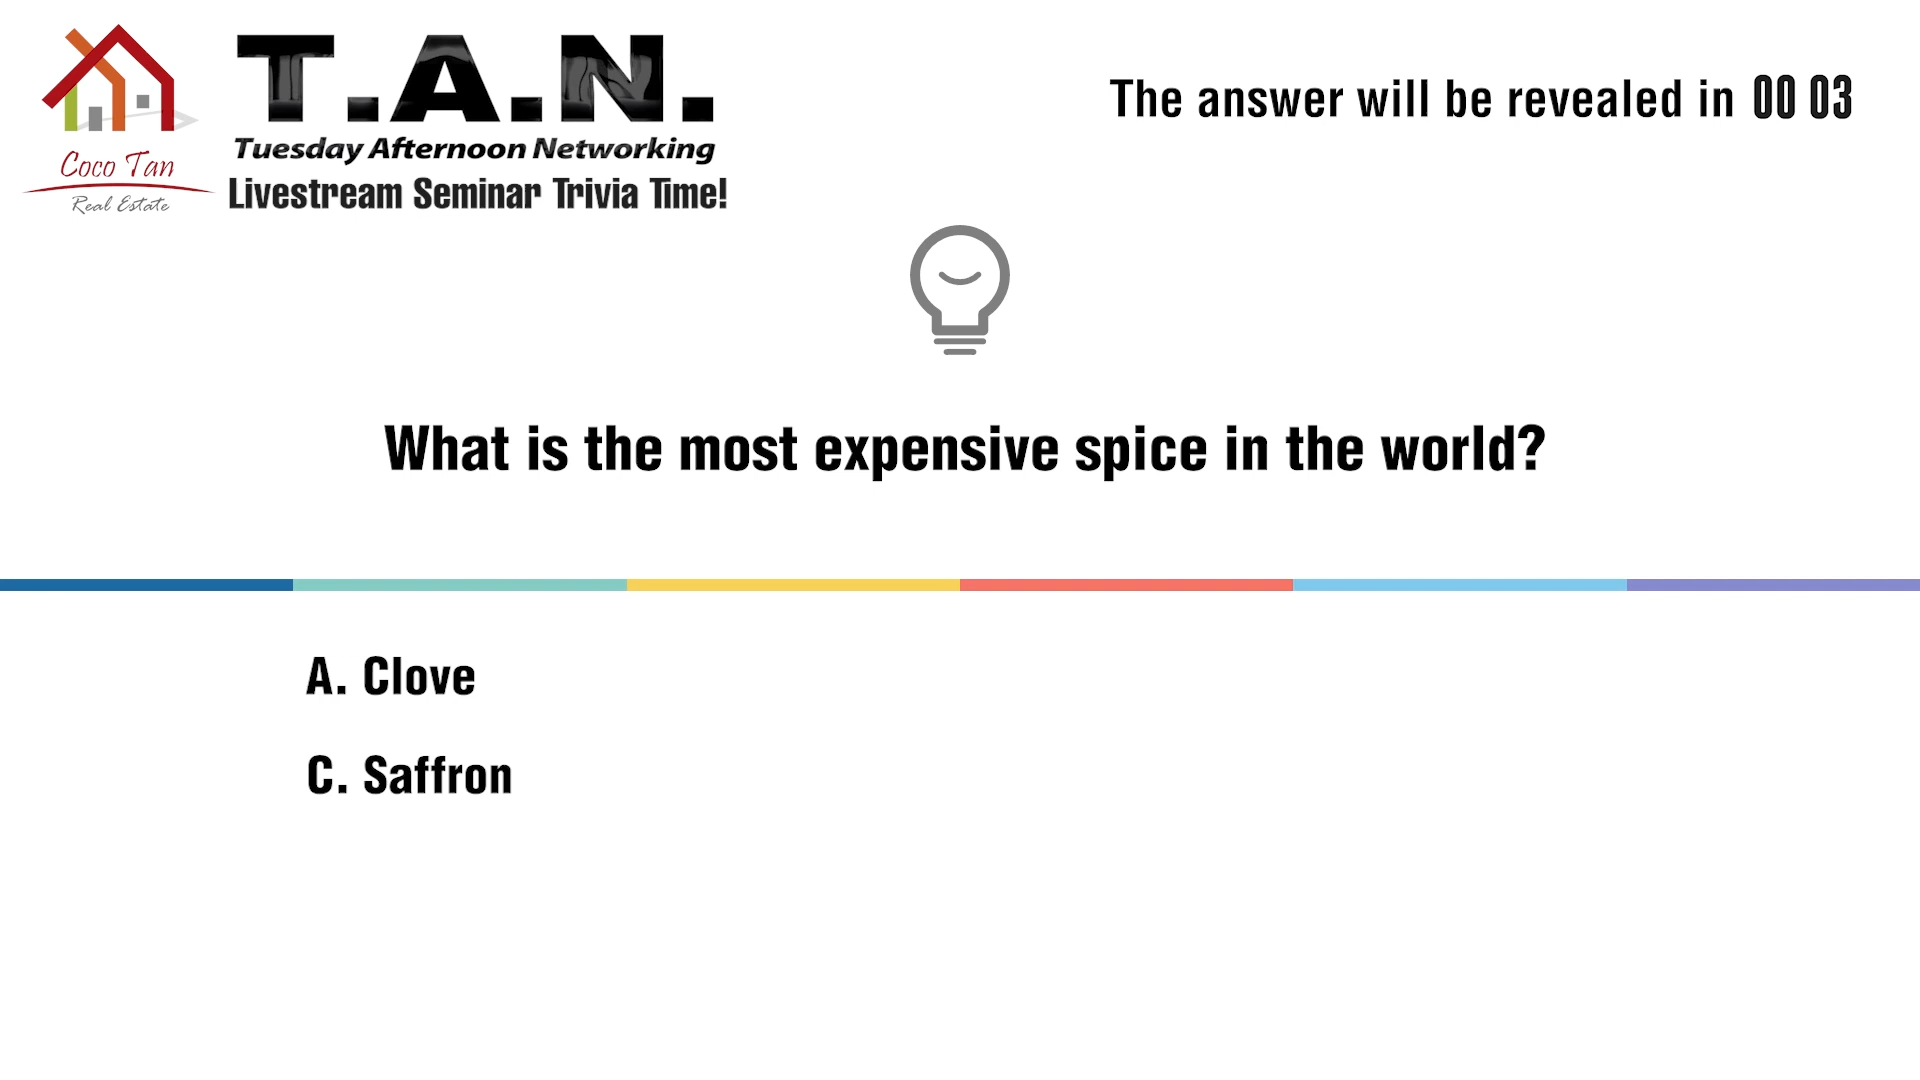 T.A.N.
Tuesday Afternoon Networking
Livestream Seminar Trivia Time!
Coco Tan
Real Estate
The answer will be revealed in 00 03
What is the most expensive spice in the world?
A. Clove
C. Saffron